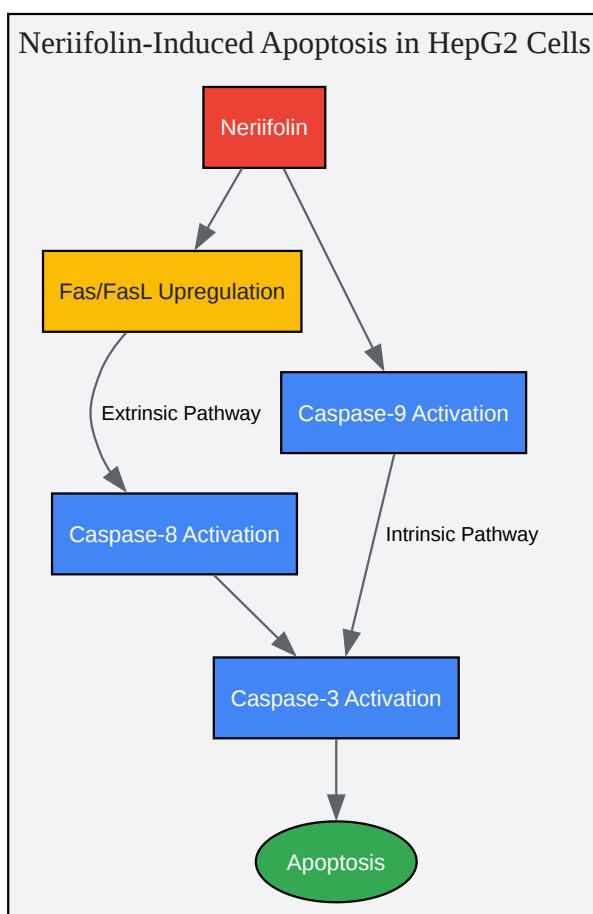 Neriifolin-Induced Apoptosis in HepG2 Cells
Neriifolin
Fas/FasL Upregulation
Caspase-9 Activation
Extrinsic Pathway
Caspase-8 Activation
Intrinsic Pathway
Caspase-3 Activation
Apoptosis